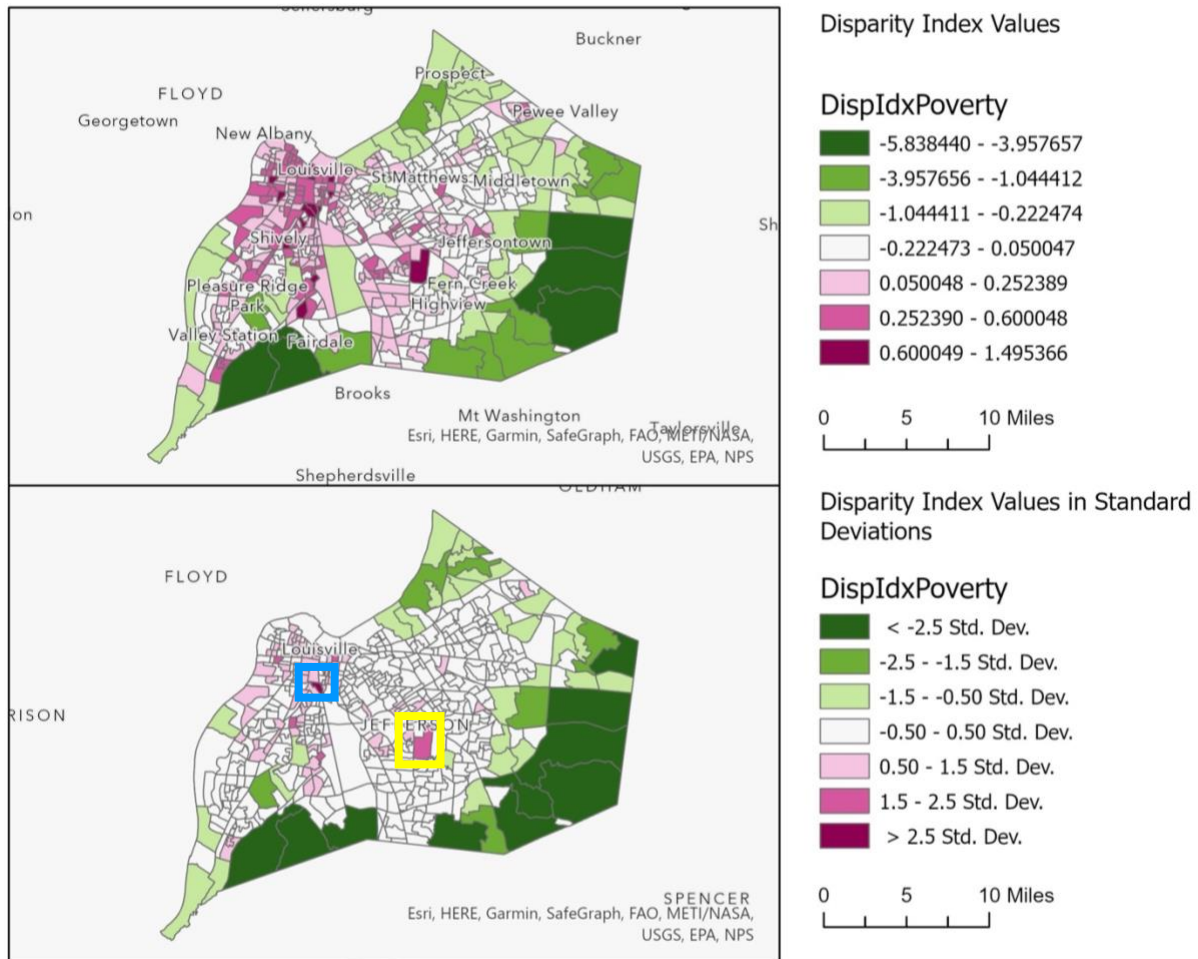 Buckner
Prospect
FLOYD
Pewee Valley
Georgetown
New Albany
Louisville
St Matthews
Middletown
on
Sh
Shively
Jeffersontown
Pleasure Ridge
Park
Fern Creek
Highview
Valley Station
Fairdale
Brooks
Mt Washington
Taylorsville
Esri, HERE, Garmin, SafeGraph, FAO, METI/NASA,
USGS, EPA, NPS
Shepherdsville
Disparity Index Values
DispIdxPoverty
-5.838440 - -3.957657
-3.957656 - -1.044412
-1.044411 - -0.222474
-0.222473 - 0.050047
0.050048 - 0.252389
0.252390 - 0.600048
0.600049 - 1.495366
0 5 10 Miles
OLDHAM
FLOYD
Louisville
RISON
JEFFERSON
SPENCER
Esri, HERE, Garmin, SafeGraph, FAO, METI/NASA,
USGS, EPA, NPS
Disparity Index Values in Standard
Deviations
DispIdxPoverty
< -2.5 Std. Dev.
-2.5 - -1.5 Std. Dev.
-1.5 - -0.50 Std. Dev.
-0.50 - 0.50 Std. Dev.
0.50 - 1.5 Std. Dev.
1.5 - 2.5 Std. Dev.
> 2.5 Std. Dev.
0 5 10 Miles